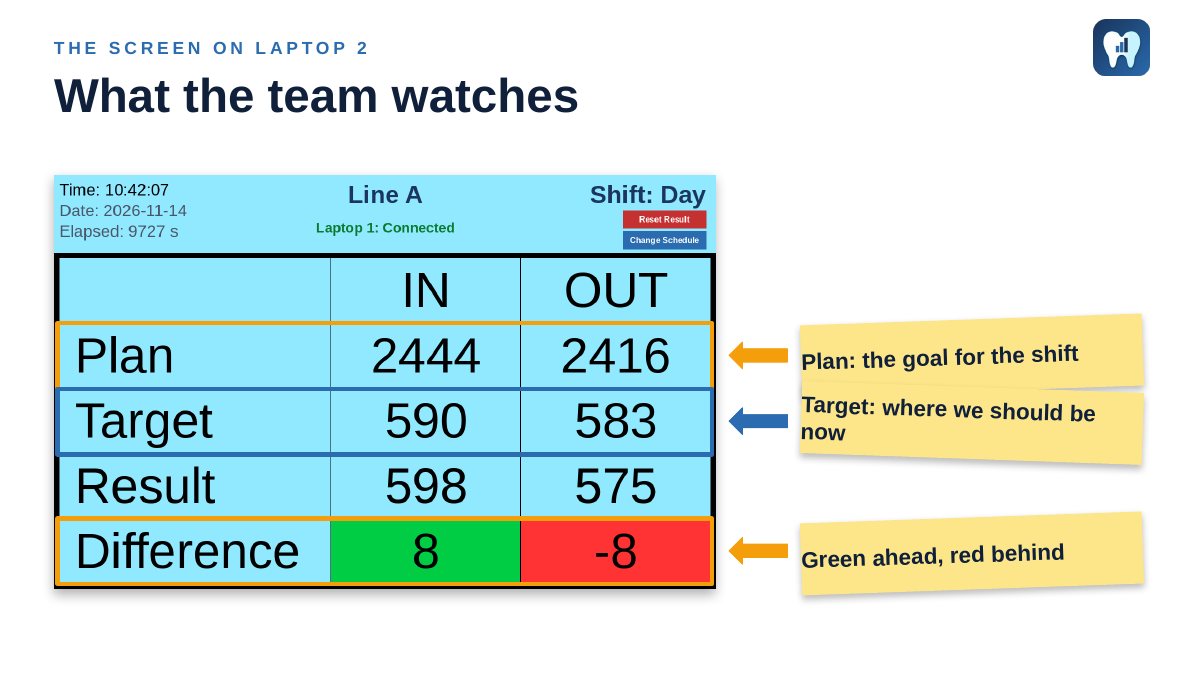 THE SCREEN ON LAPTOP 2
What the team watches
Time: 10:42:07
Date: 2026-11-14
Elapsed: 9727 s
Line A
Laptop 1: Connected
Shift: Day
Reset Result
Change Schedule
IN OUT
Plan 2444 2416
Target 590 583
Result 598 575
Difference 8 -8
Plan: the goal for the shift
Target: where we should be
now
Green ahead, red behind